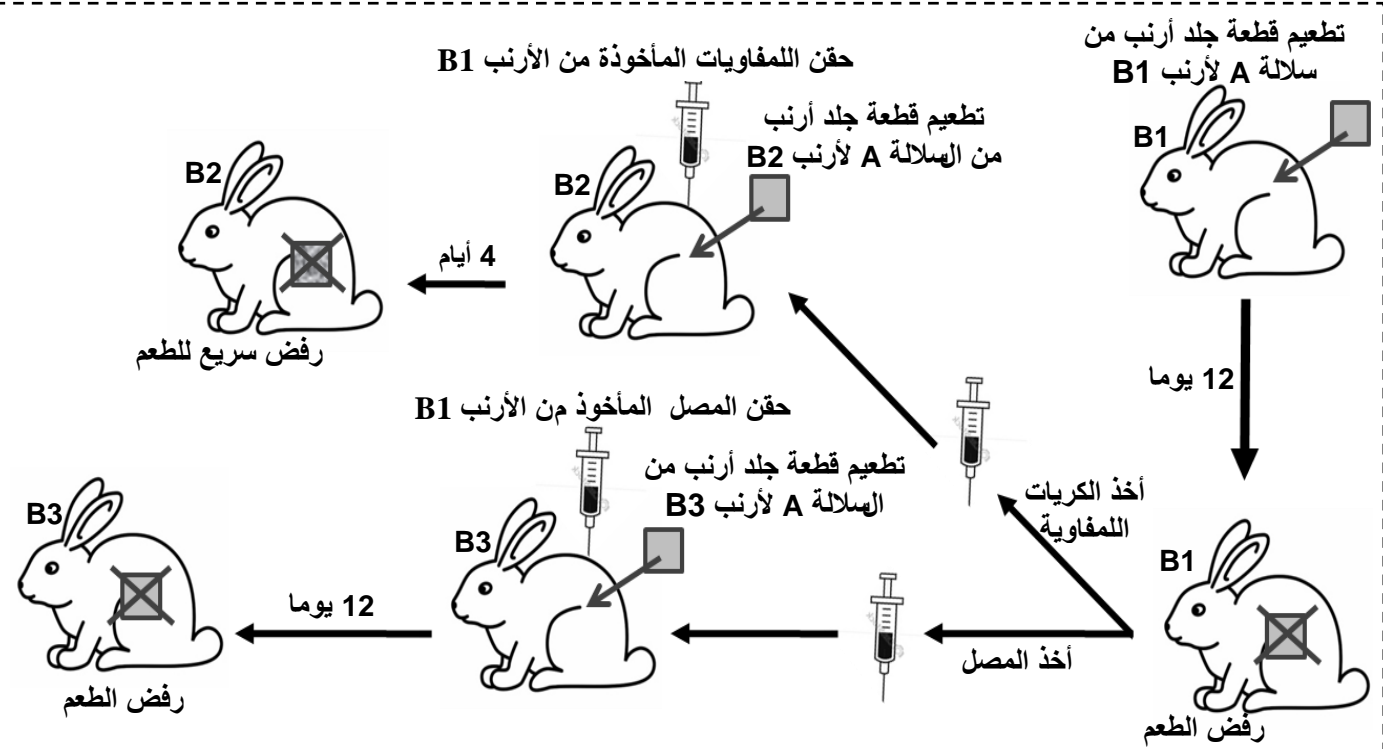 تطعيم قطعة جلد أرنب من
سلالة A لأرنب B1
B1
12 يوما
B1
رفض الطعم
أخذ الكريات
اللمفاوية
أخذ المصل
حقن اللمفاويات المأخوذة من الأرنب B1
تطعيم قطعة جلد أرنب
من السلالة A لأرنب B2
B2
4 أيام
B2
رفض سريع للطعم
حقن المصل المأخوذ من الأرنب B1
تطعيم قطعة جلد أرنب من
السلالة A لأرنب B3
B3
12 يوما
B3
رفض الطعم